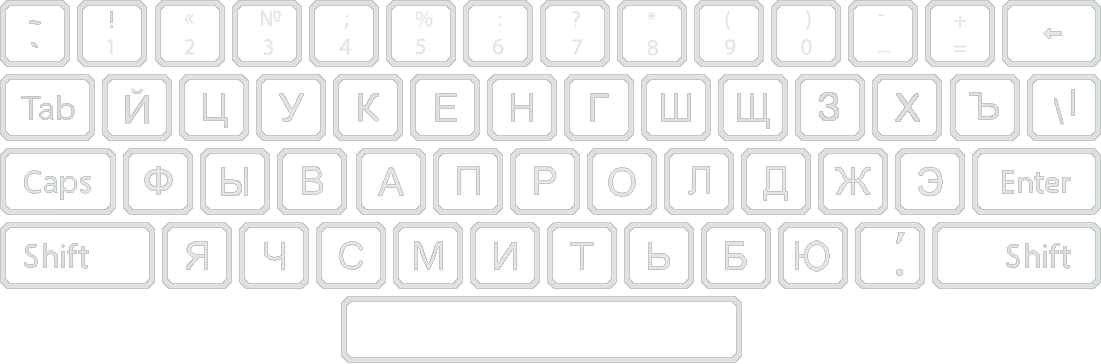 ~ ! « № ; % : ? * ( ) - +
` 1 2 3 4 5 6 7 8 9 0 _ = ←
Tab Й Ц У К Е Н Г Ш Щ З Х Ъ \ |
Caps Ф Ы В А П Р О Л Д Ж Э Enter
Shift Я Ч С М И Т Ь Б Ю . ′ Shift